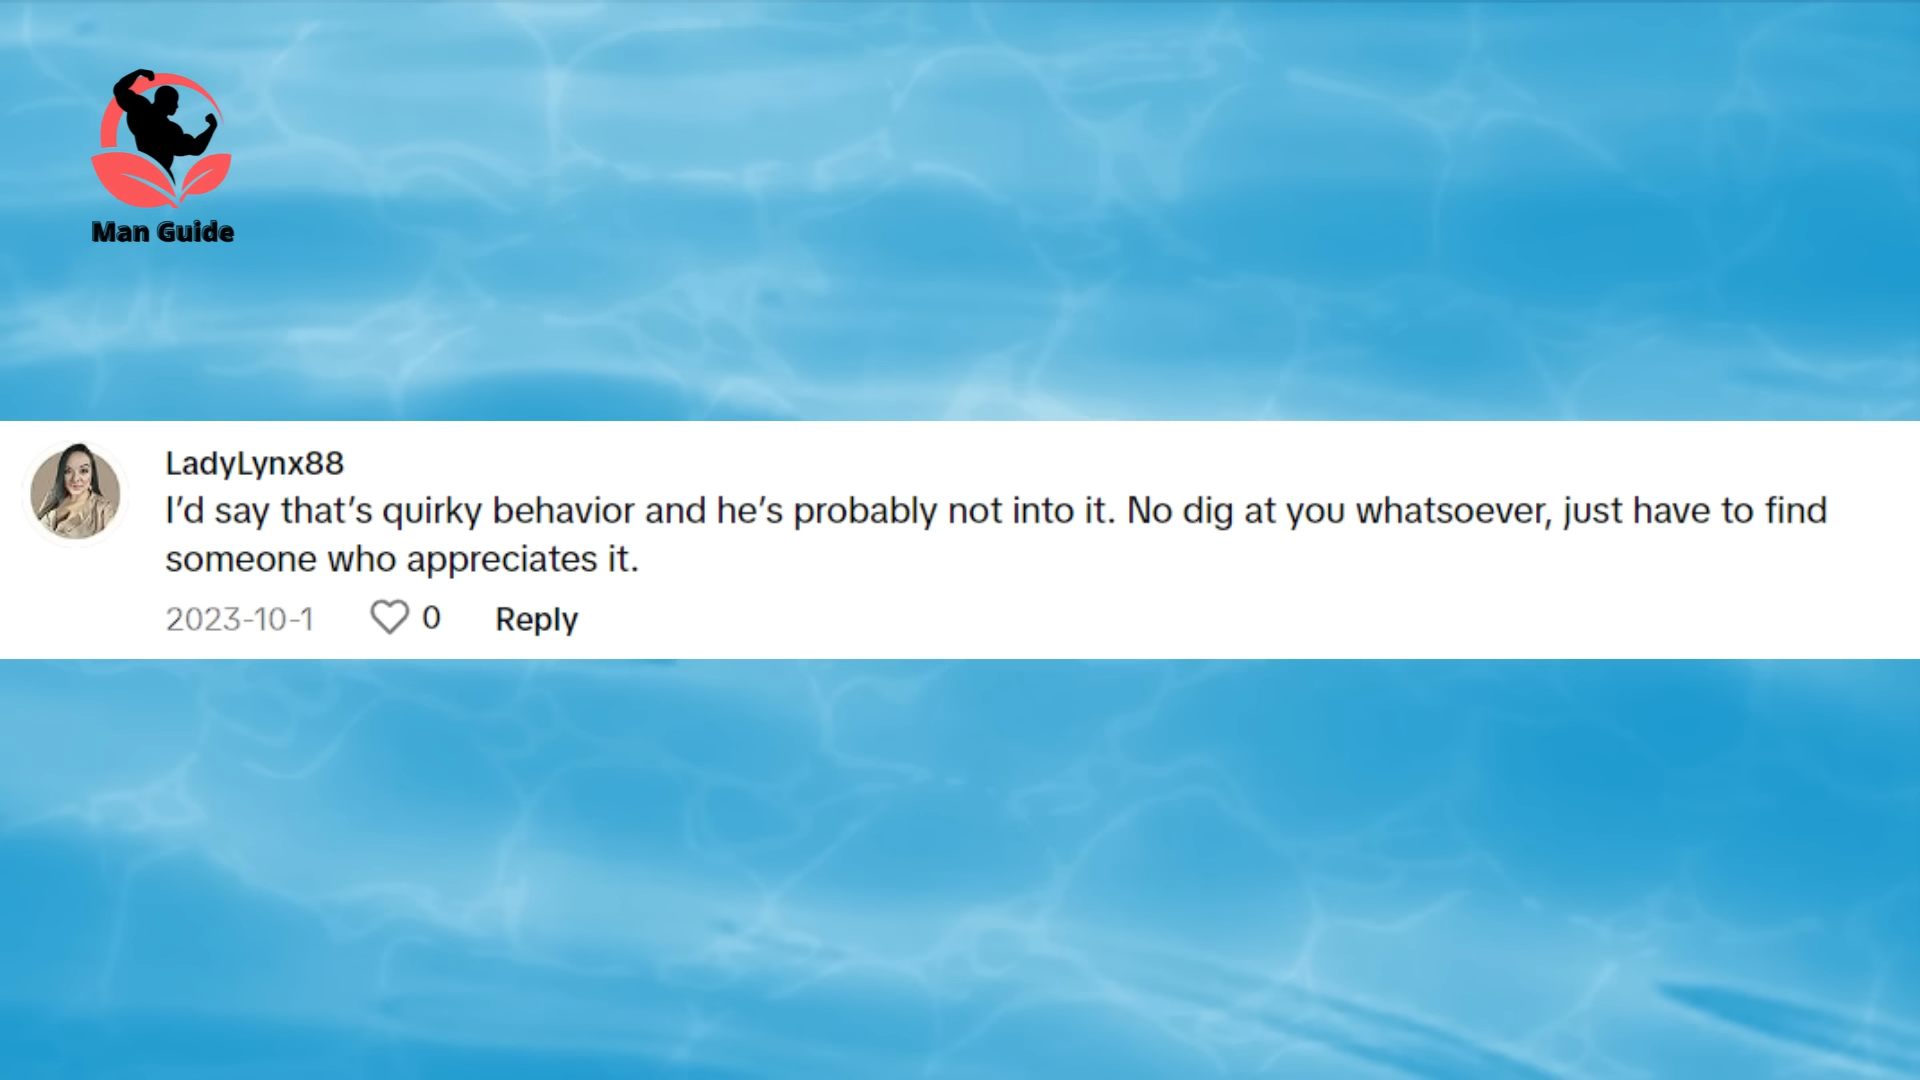 Man Guide
LadyLynx88
I’d say that’s quirky behavior and he’s probably not into it. No dig at you whatsoever, just have to find
someone who appreciates it.
2023-10-1 0 Reply